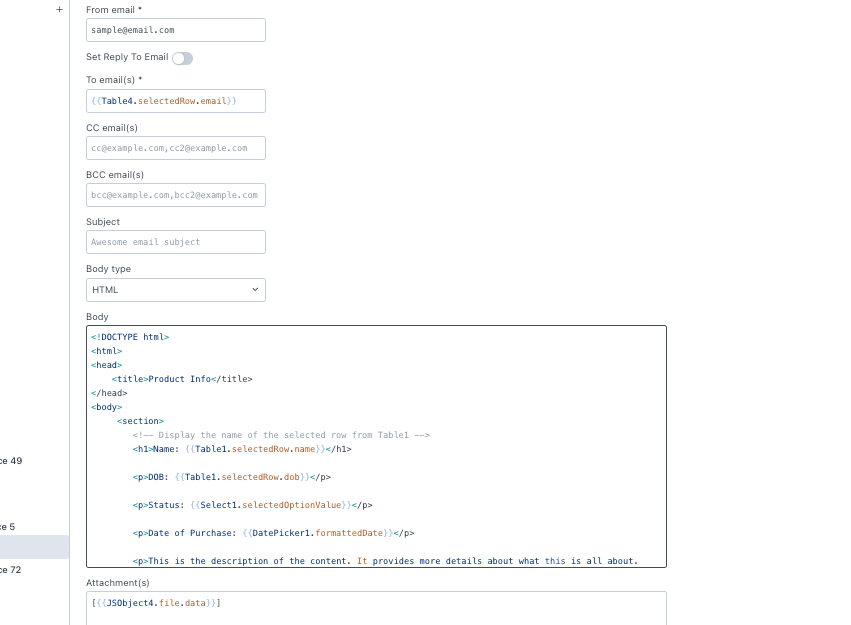 +
From email *
sample@email.com
Set Reply To Email
To email(s) *
{{Table4.selectedRow.email}}
CC email(s)
cc@example.com,cc2@example.com
BCC email(s)
bcc@example.com,bcc2@example.com
Subject
Awesome email subject
Body type
HTML
Body
<!DOCTYPE html>
<html>
<head>
<title>Product Info</title>
</head>
<body>
<section>
<!-- Display the name of the selected row from Table1 -->
<h1>Name: {{Table1.selectedRow.name}}</h1>
<p>DOB: {{Table1.selectedRow.dob}}</p>
<p>Status: {{Select1.selectedOptionValue}}</p>
<p>Date of Purchase: {{DatePicker1.formattedDate}}</p>
<p>This is the description of the content. It provides more details about what this is all about.
ce 49
ce 5
ce 72
Attachment(s)
[{{JSObject4.file.data}}]